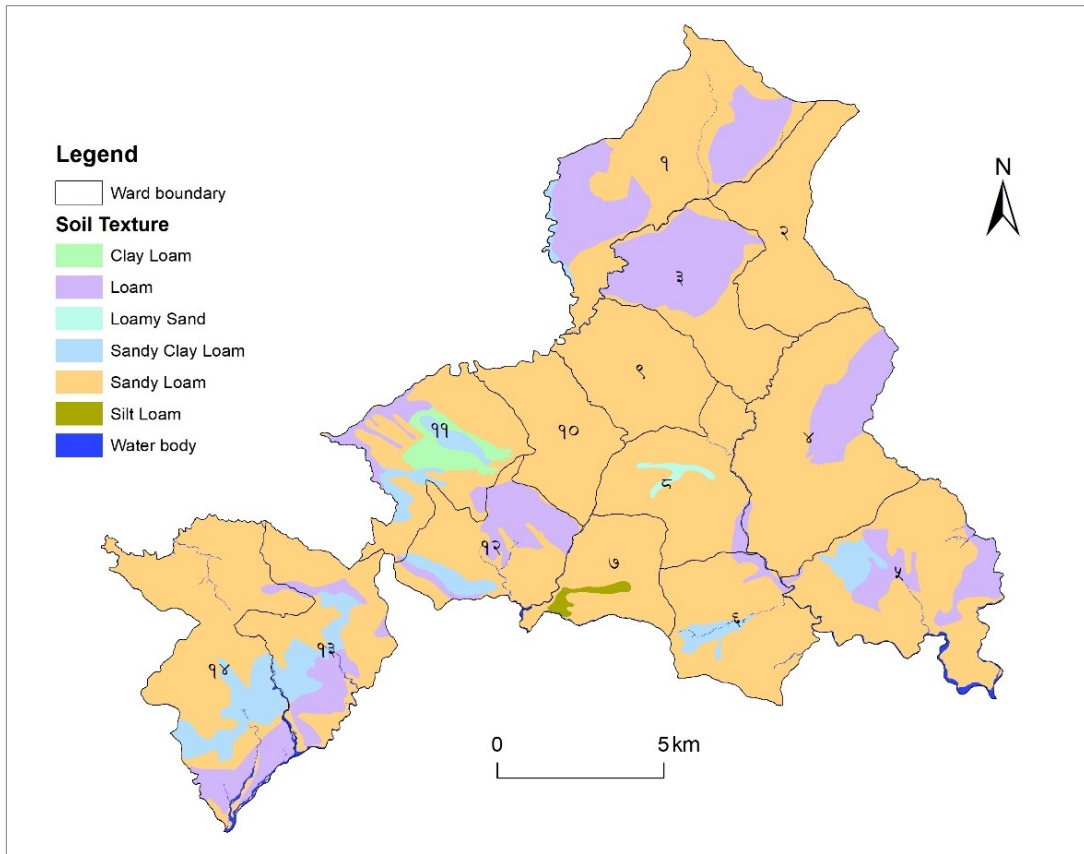 Legend
Ward boundary
Soil Texture
Clay Loam
Loam
Loamy Sand
Sandy Clay Loam
Sandy Loam
Silt Loam
Water body
N
१
२
३
९
४
११
१०
८
१२
७
५
६
१३
१४
0 5 km